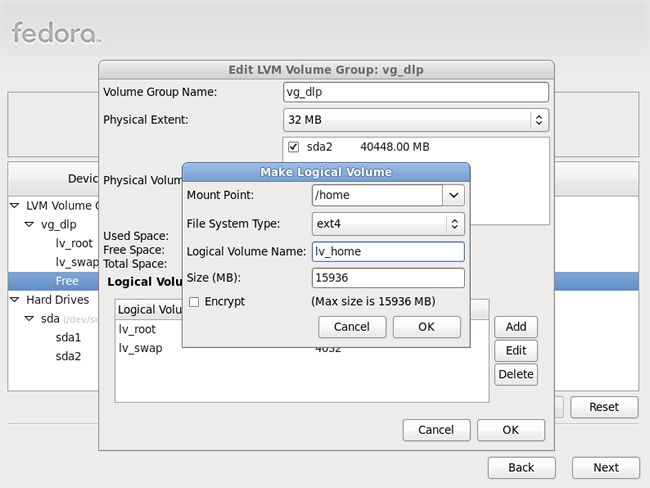 fedora
Edit LVM Volume Group: vg_dlp
Volume Group Name: vg_dlp
Physical Extent: 32 MB
sda2 40448.00 MB
Physical Volum
Make Logical Volume
Mount Point: /home
File System Type: ext4
Logical Volume Name: lv_home
Size (MB): 15936
Encrypt (Max size is 15936 MB)
Cancel OK
Used Space:
Free Space:
Total Space:
Logical Volu
Logical Volu
lv_root
lv_swap
Add
Edit
Delete
Cancel OK
Devic
LVM Volume G
vg_dlp
lv_root
lv_swap
Free
Hard Drives
sda
sda1
sda2
Reset
Back Next